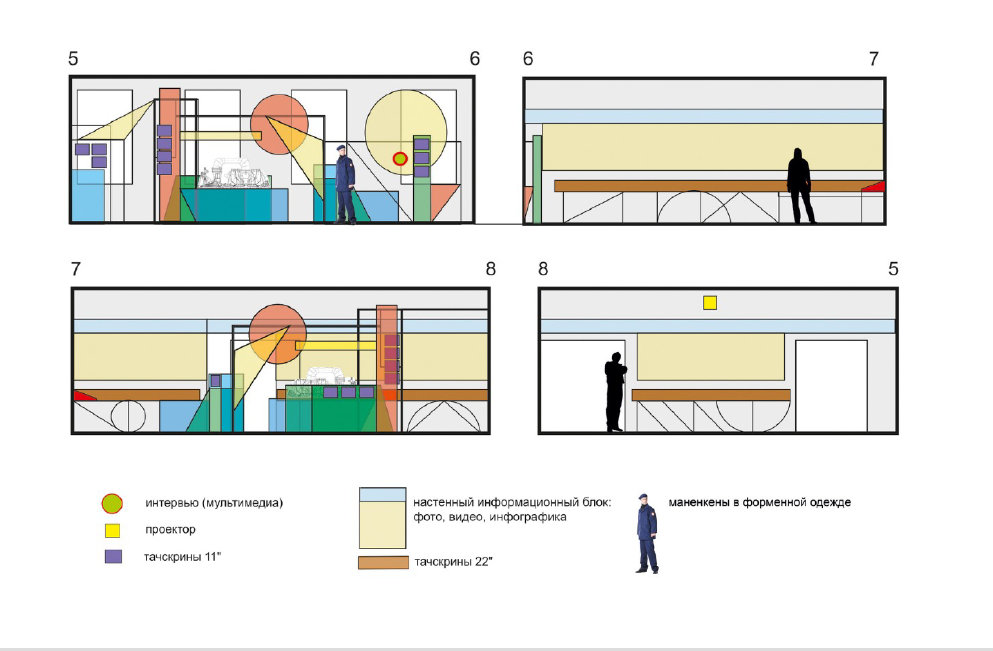 5 6
6 7
7 8
8 5
интервью (мультимедиа)
проектор
тачскрины 11"
настенный информационный блок:
фото, видео, инфографика
тачскрины 22"
маненкены в форменной одежде